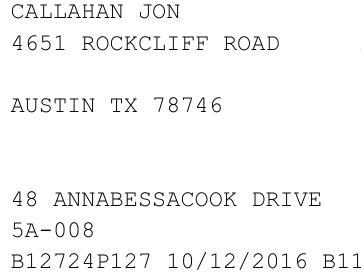 CALLAHAN JON
4651 ROCKCLIFF ROAD
AUSTIN TX 78746
48 ANNABESSACOOK DRIVE
5A-008
B12724P127 10/12/2016 B11